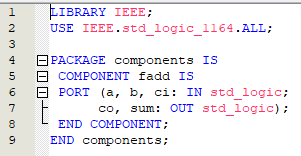 1 LIBRARY IEEE;
2 USE IEEE.std_logic_1164.ALL;
3
4 PACKAGE components IS
5 COMPONENT fadd IS
6 PORT (a, b, ci: IN std_logic;
7 co, sum: OUT std_logic);
8 END COMPONENT;
9 END components;